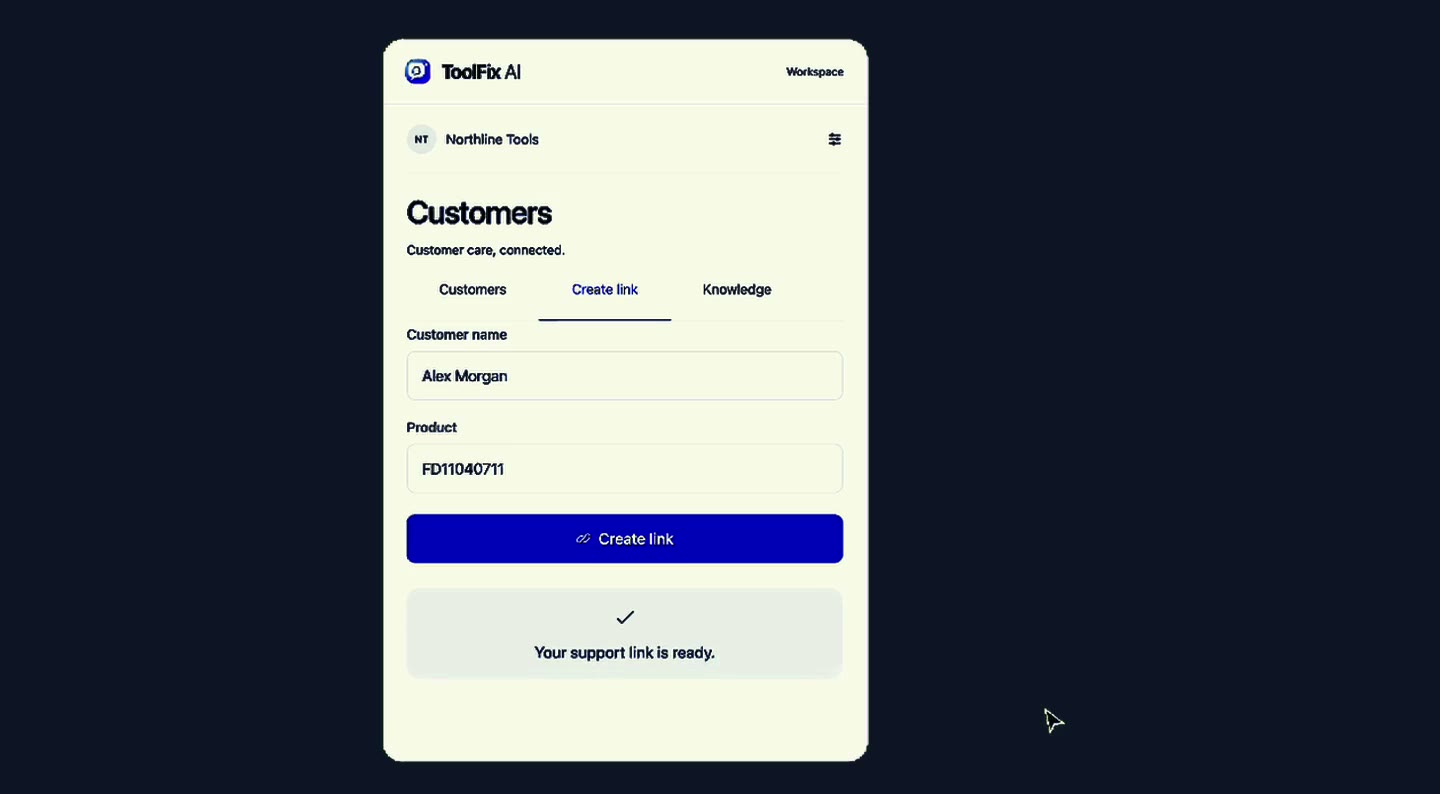 ToolFix AI
Workspace
NT
Northline Tools
Customers
Customer care, connected.
Customers
Create link
Knowledge
Customer name
Alex Morgan
Product
FD11040711
Create link
Your support link is ready.